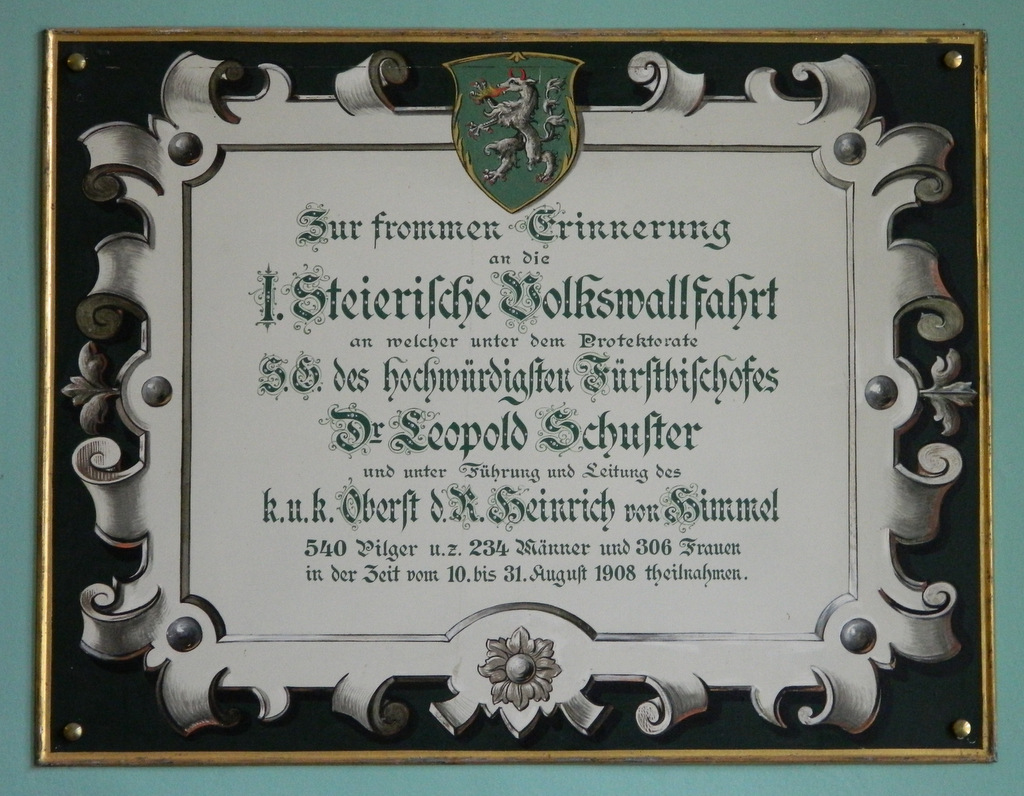 Zur frommen Erinnerung
an die
I. Steierische Volkswallfahrt
an welcher unter dem Protektorate
S.G. des hochwürdigsten Fürstbischofes
Dr Leopold Schuster
und unter Führung und Leitung des
k.u.k. Oberst d.R. Heinrich von Himmel
540 Pilger u.z. 234 Männer und 306 Frauen
in der Zeit vom 10. bis 31. August 1908 theilnahmen.